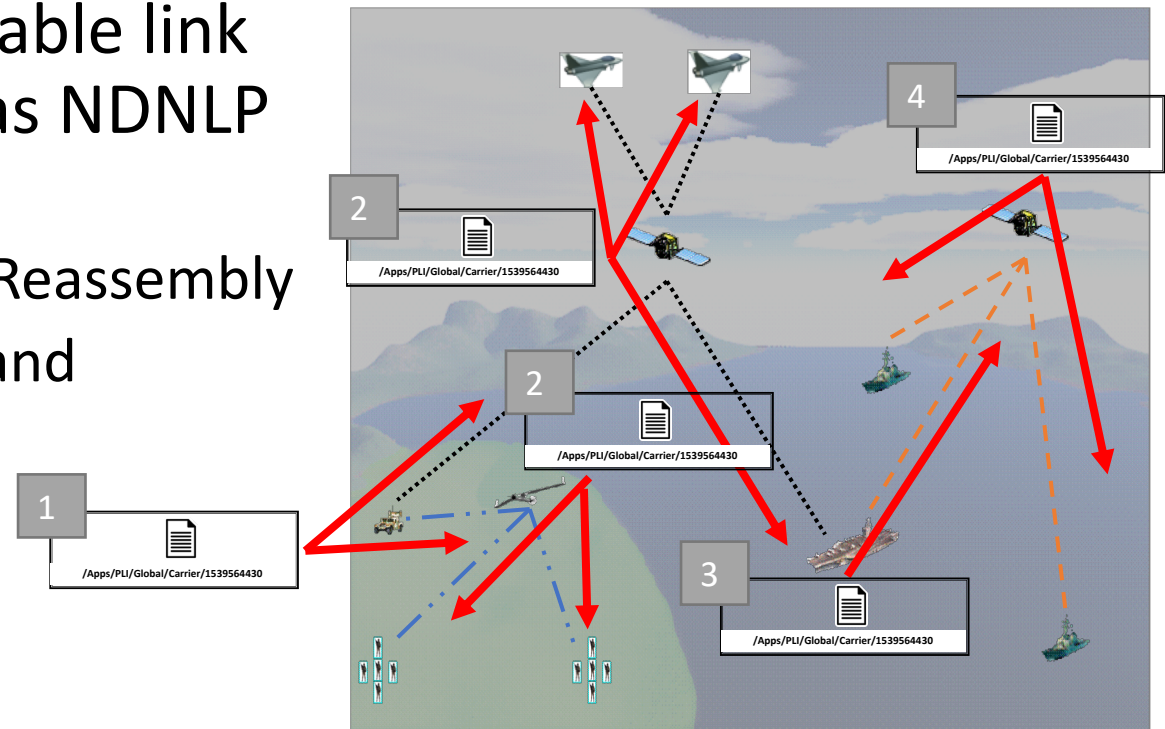 able link
as NDNLP
Reassembly
and
4
/Apps/PLI/Global/Carrier/1539564430
2
/Apps/PLI/Global/Carrier/1539564430
2
/Apps/PLI/Global/Carrier/1539564430
1
/Apps/PLI/Global/Carrier/1539564430
3
/Apps/PLI/Global/Carrier/1539564430